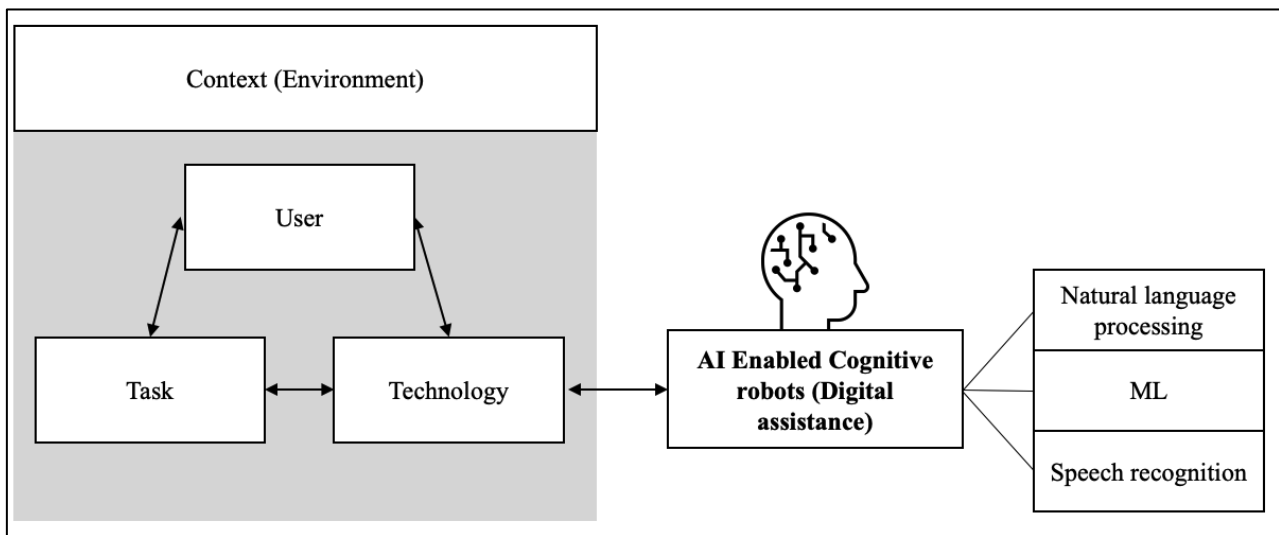 Context (Environment)
User
Task
Technology
AI Enabled Cognitive
robots (Digital
assistance)
Natural language
processing
ML
Speech recognition